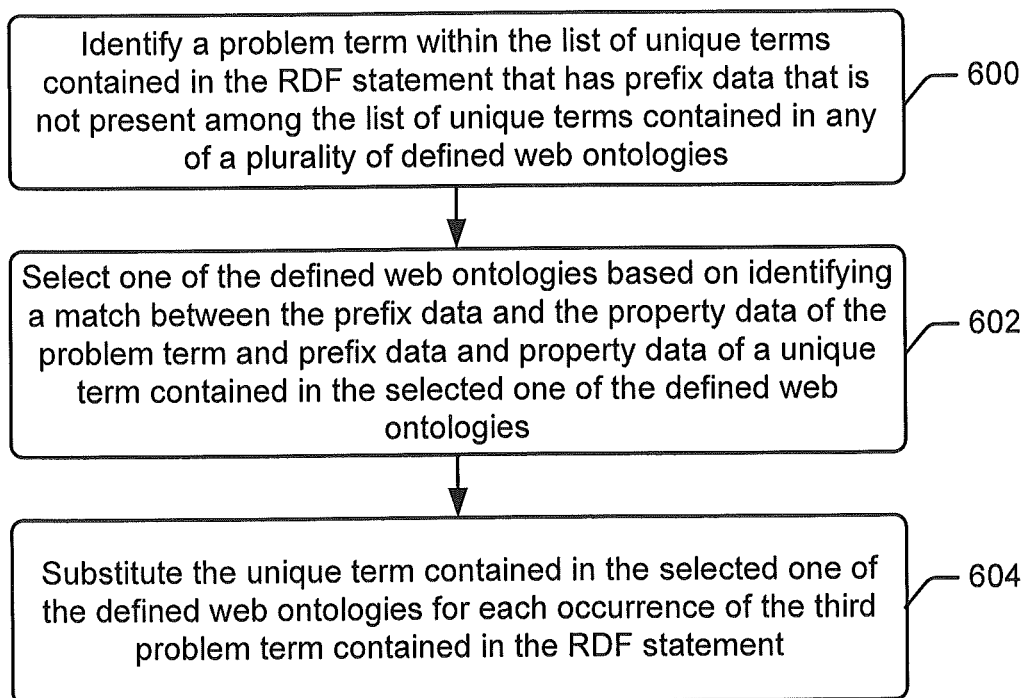 Identify a problem term within the list of unique terms
contained in the RDF statement that has prefix data that is
not present among the list of unique terms contained in any
of a plurality of defined web ontologies
600
Select one of the defined web ontologies based on identifying
a match between the prefix data and the property data of the
problem term and prefix data and property data of a unique
term contained in the selected one of the defined web
ontologies
602
Substitute the unique term contained in the selected one of
the defined web ontologies for each occurrence of the third
problem term contained in the RDF statement
604